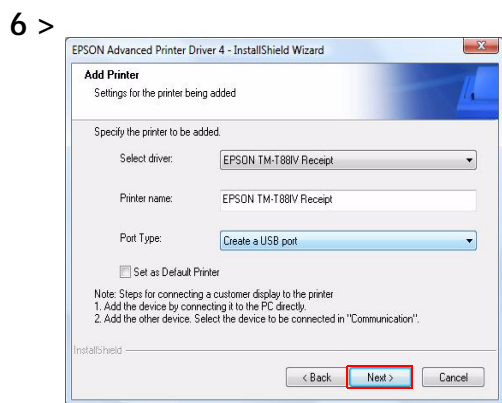 6 >
EPSON Advanced Printer Driver 4 - InstallShield Wizard
Add Printer
Settings for the printer being added
Specify the printer to be added.
Select driver: EPSON TM-T88IV Receipt
Printer name: EPSON TM-T88IV Receipt
Port Type: Create a USB port
Set as Default Printer
Note: Steps for connecting a customer display to the printer
1. Add the device by connecting it to the PC directly.
2. Add the other device. Select the device to be connected in "Communication".
InstallShield
< Back Next > Cancel